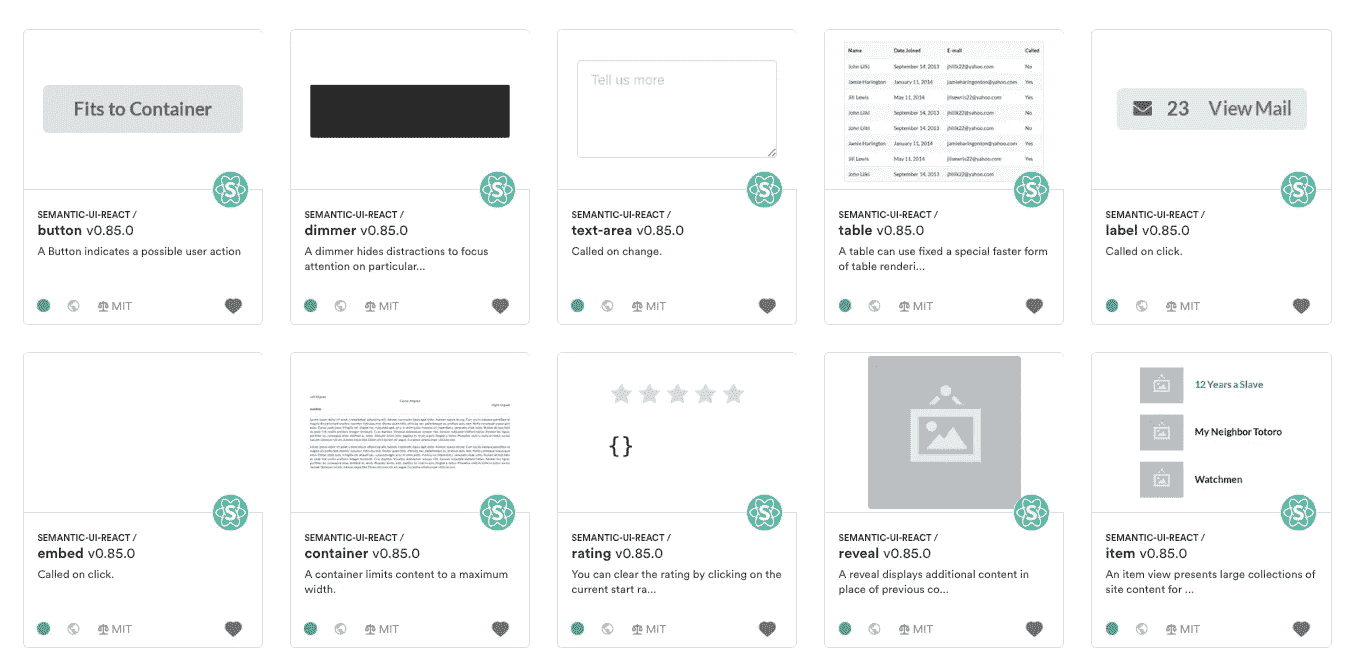 Fits to Container
SEMANTIC-UI-REACT /
button v0.85.0
A Button indicates a possible user action
MIT
SEMANTIC-UI-REACT /
dimmer v0.85.0
A dimmer hides distractions to focus
attention on particular...
MIT
Tell us more
SEMANTIC-UI-REACT /
text-area v0.85.0
Called on change.
MIT
Name Date Joined E-mail Called
John Lilki September 14, 2013 jhlilk22@yahoo.com No
Jamie Harington January 11, 2014 jamieharingonton@yahoo.com Yes
Jill Lewis May 11, 2014 jilsewris22@yahoo.com Yes
John Lilki September 14, 2013 jhlilk22@yahoo.com No
John Lilki September 14, 2013 jhlilk22@yahoo.com No
Jamie Harington January 11, 2014 jamieharingonton@yahoo.com Yes
Jill Lewis May 11, 2014 jilsewris22@yahoo.com Yes
John Lilki September 14, 2013 jhlilk22@yahoo.com No
SEMANTIC-UI-REACT /
table v0.85.0
A table can use fixed a special faster form
of table renderi...
MIT
23 View Mail
SEMANTIC-UI-REACT /
label v0.85.0
Called on click.
MIT
SEMANTIC-UI-REACT /
embed v0.85.0
Called on click.
MIT
Left Aligned
Center Aligned
Right Aligned
SEMANTIC-UI-REACT /
container v0.85.0
A container limits content to a maximum
width.
MIT
{}
SEMANTIC-UI-REACT /
rating v0.85.0
You can clear the rating by clicking on the
current start ra...
MIT
SEMANTIC-UI-REACT /
reveal v0.85.0
A reveal displays additional content in
place of previous co...
MIT
12 Years a Slave
My Neighbor Totoro
Watchmen
SEMANTIC-UI-REACT /
item v0.85.0
An item view presents large collections of
site content for ...
MIT